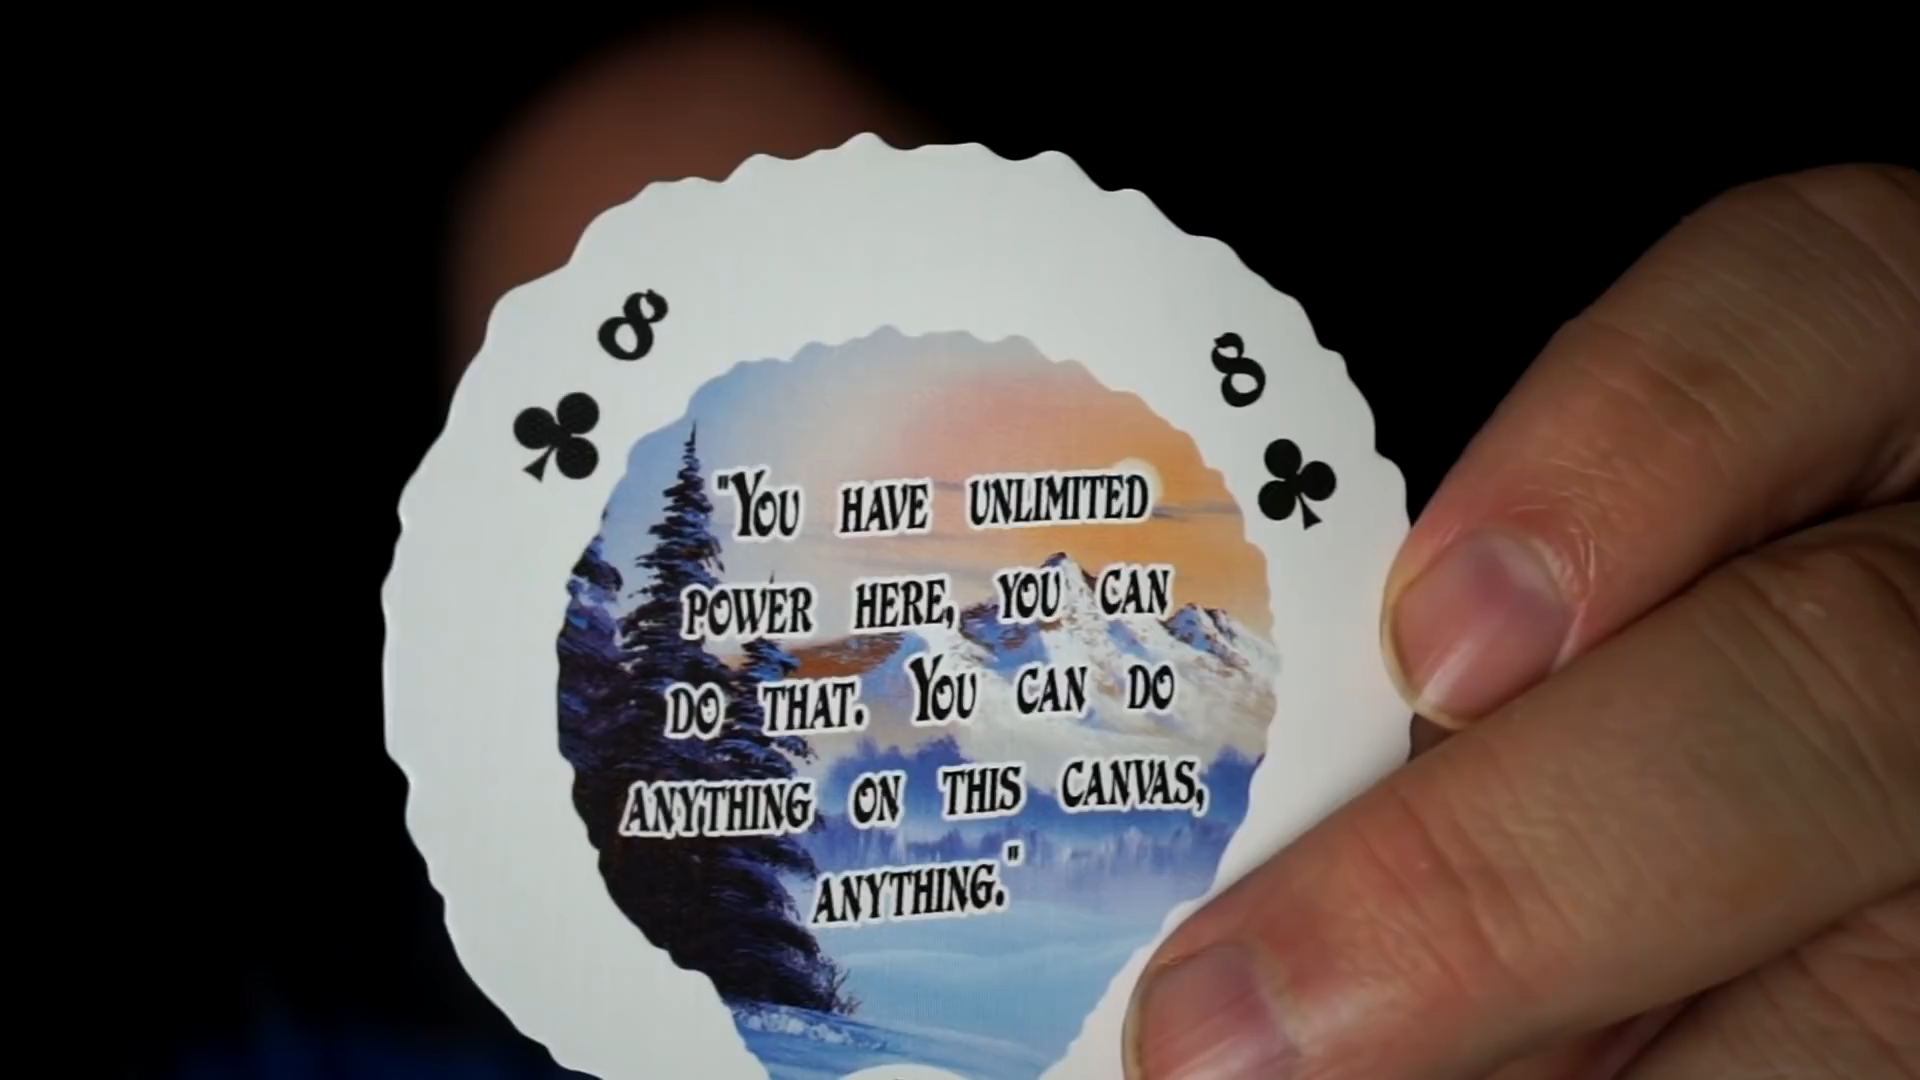 8 8
"YOU HAVE UNLIMITED
POWER HERE, YOU CAN
DO THAT. YOU CAN DO
ANYTHING ON THIS CANVAS,
ANYTHING."